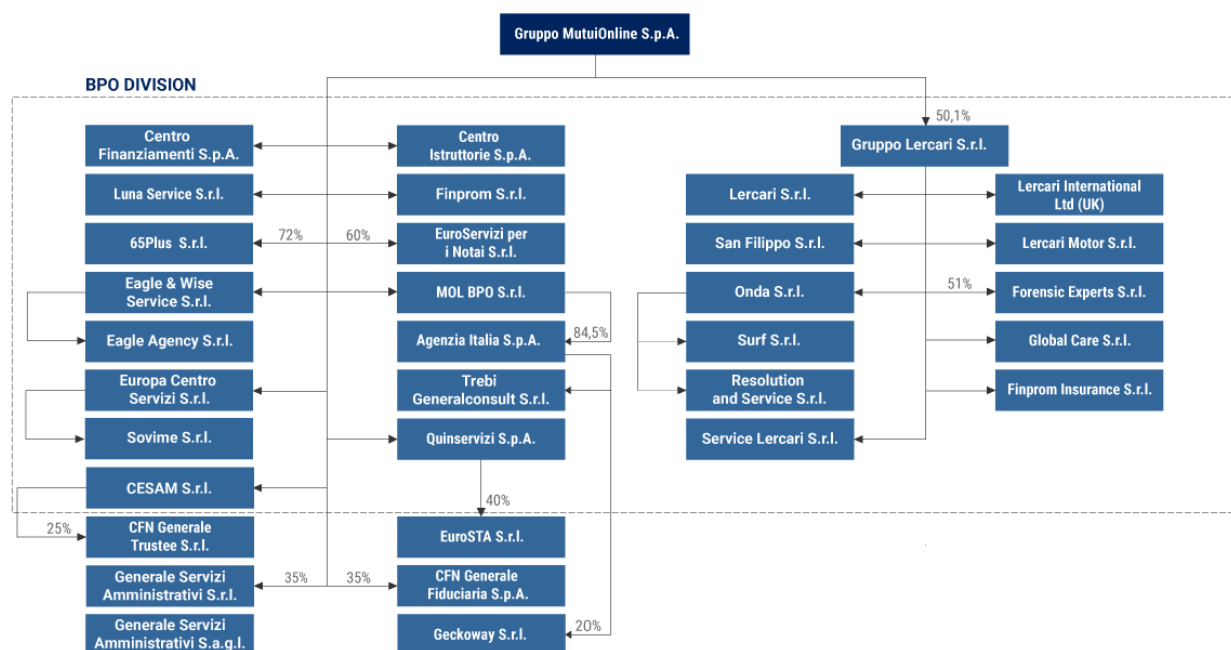 Gruppo MutuiOnline S.p.A.
BPO DIVISION
50,1%
Centro
Finanziamenti S.p.A.
Centro
Istruttorie S.p.A.
Gruppo Lercari S.r.l.
Luna Service S.r.l.
Finprom S.r.l.
Lercari S.r.l.
Lercari International
Ltd (UK)
65Plus S.r.l.
72%
60%
EuroServizi per
i Notai S.r.l.
San Filippo S.r.l.
Lercari Motor S.r.l.
Eagle & Wise
Service S.r.l.
MOL BPO S.r.l.
Onda S.r.l.
51%
Forensic Experts S.r.l.
Eagle Agency S.r.l.
Agenzia Italia S.p.A.
84,5%
Surf S.r.l.
Global Care S.r.l.
Europa Centro
Servizi S.r.l.
Trebi
Generalconsult S.r.l.
Resolution
and Service S.r.l.
Finprom Insurance S.r.l.
Sovime S.r.l.
Quinservizi S.p.A.
Service Lercari S.r.l.
CESAM S.r.l.
40%
25%
CFN Generale
Trustee S.r.l.
EuroSTA S.r.l.
Generale Servizi
Amministrativi S.r.l.
35%
35%
CFN Generale
Fiduciaria S.p.A.
Generale Servizi
Amministrativi S.a.g.l.
Geckoway S.r.l.
20%